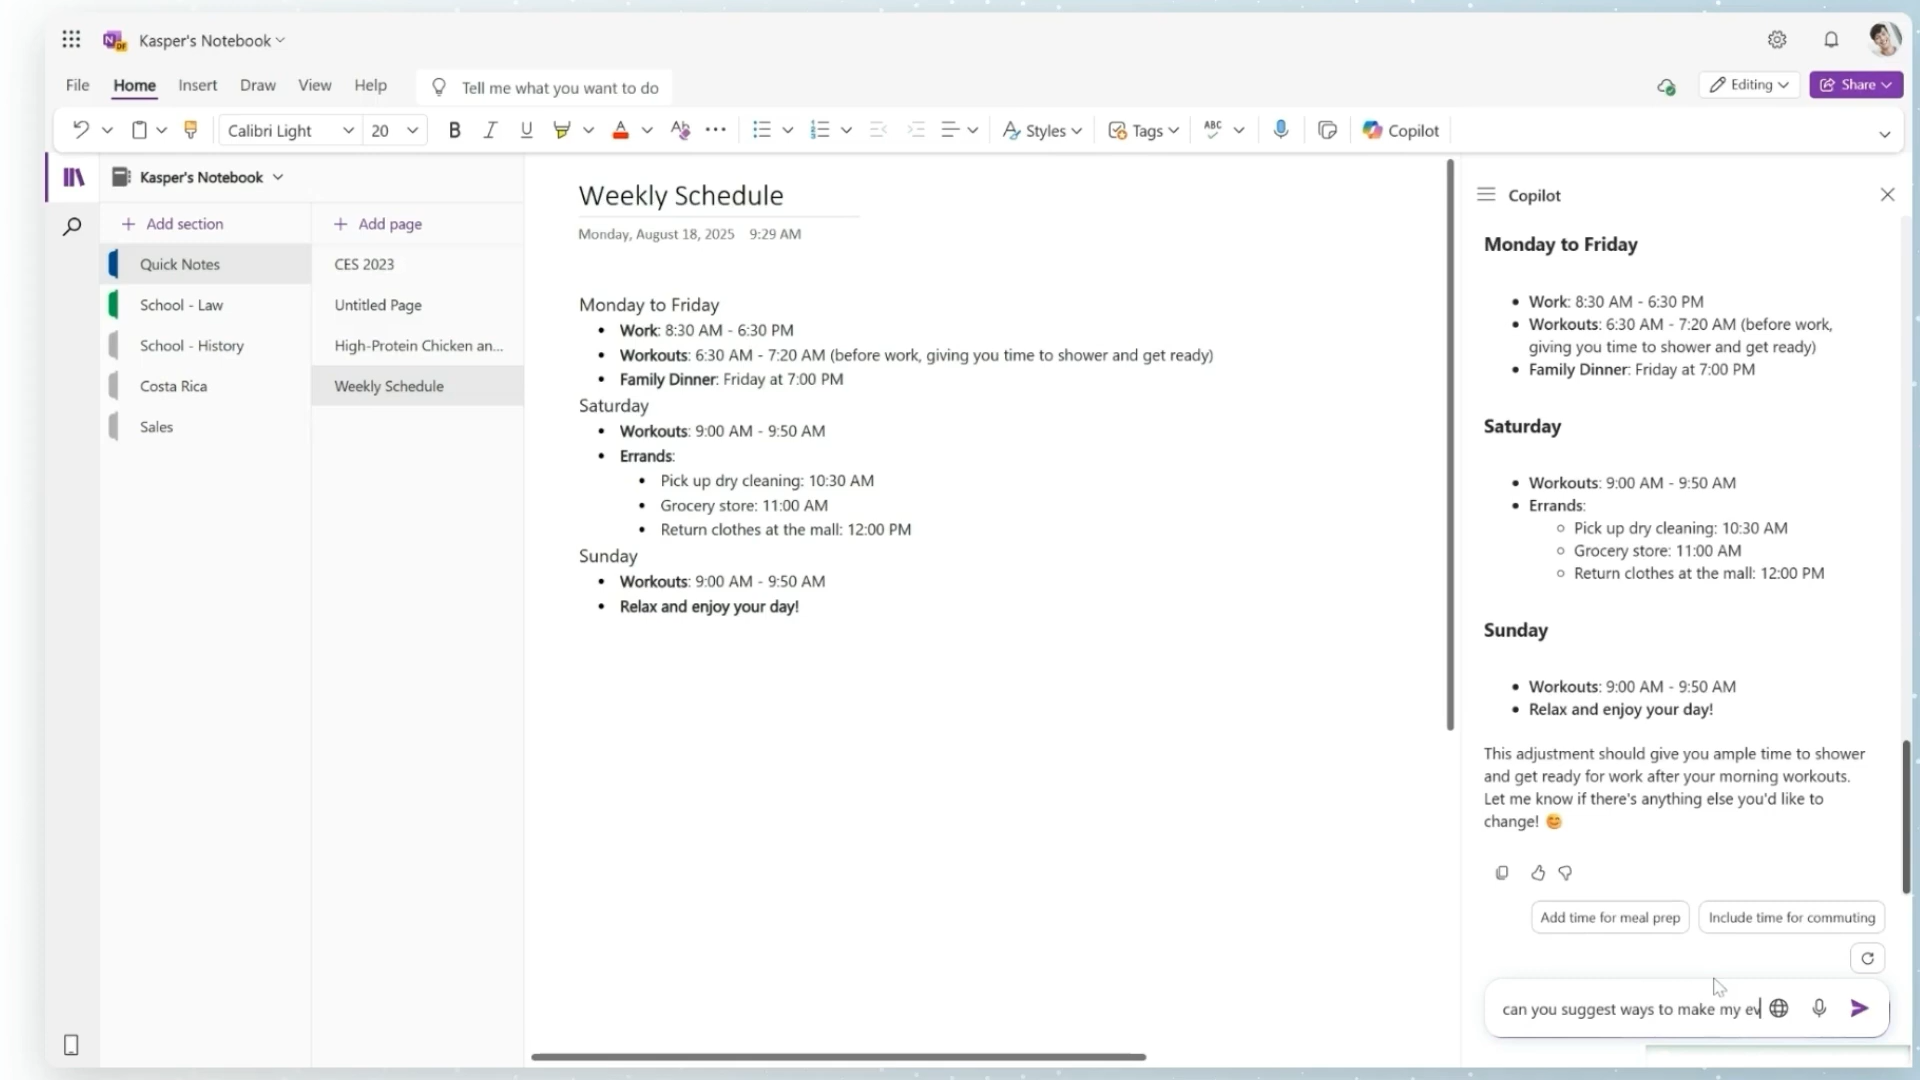 Kasper's Notebook
File Home Insert Draw View Help Tell me what you want to do Editing Share
Calibri Light 20 B I U A Styles Tags ABC Copilot
Kasper's Notebook
Add section
Quick Notes
School - Law
School - History
Costa Rica
Sales
Add page
CES 2023
Untitled Page
High-Protein Chicken an...
Weekly Schedule
Weekly Schedule
Monday, August 18, 2025 9:29 AM
Monday to Friday
• Work: 8:30 AM - 6:30 PM
• Workouts: 6:30 AM - 7:20 AM (before work, giving you time to shower and get ready)
• Family Dinner: Friday at 7:00 PM
Saturday
• Workouts: 9:00 AM - 9:50 AM
• Errands:
• Pick up dry cleaning: 10:30 AM
• Grocery store: 11:00 AM
• Return clothes at the mall: 12:00 PM
Sunday
• Workouts: 9:00 AM - 9:50 AM
• Relax and enjoy your day!
Copilot
Monday to Friday
• Work: 8:30 AM - 6:30 PM
• Workouts: 6:30 AM - 7:20 AM (before work,
giving you time to shower and get ready)
• Family Dinner: Friday at 7:00 PM
Saturday
• Workouts: 9:00 AM - 9:50 AM
• Errands:
○ Pick up dry cleaning: 10:30 AM
○ Grocery store: 11:00 AM
○ Return clothes at the mall: 12:00 PM
Sunday
• Workouts: 9:00 AM - 9:50 AM
• Relax and enjoy your day!
This adjustment should give you ample time to shower
and get ready for work after your morning workouts.
Let me know if there's anything else you'd like to
change! 😊
Add time for meal prep Include time for commuting
can you suggest ways to make my ev